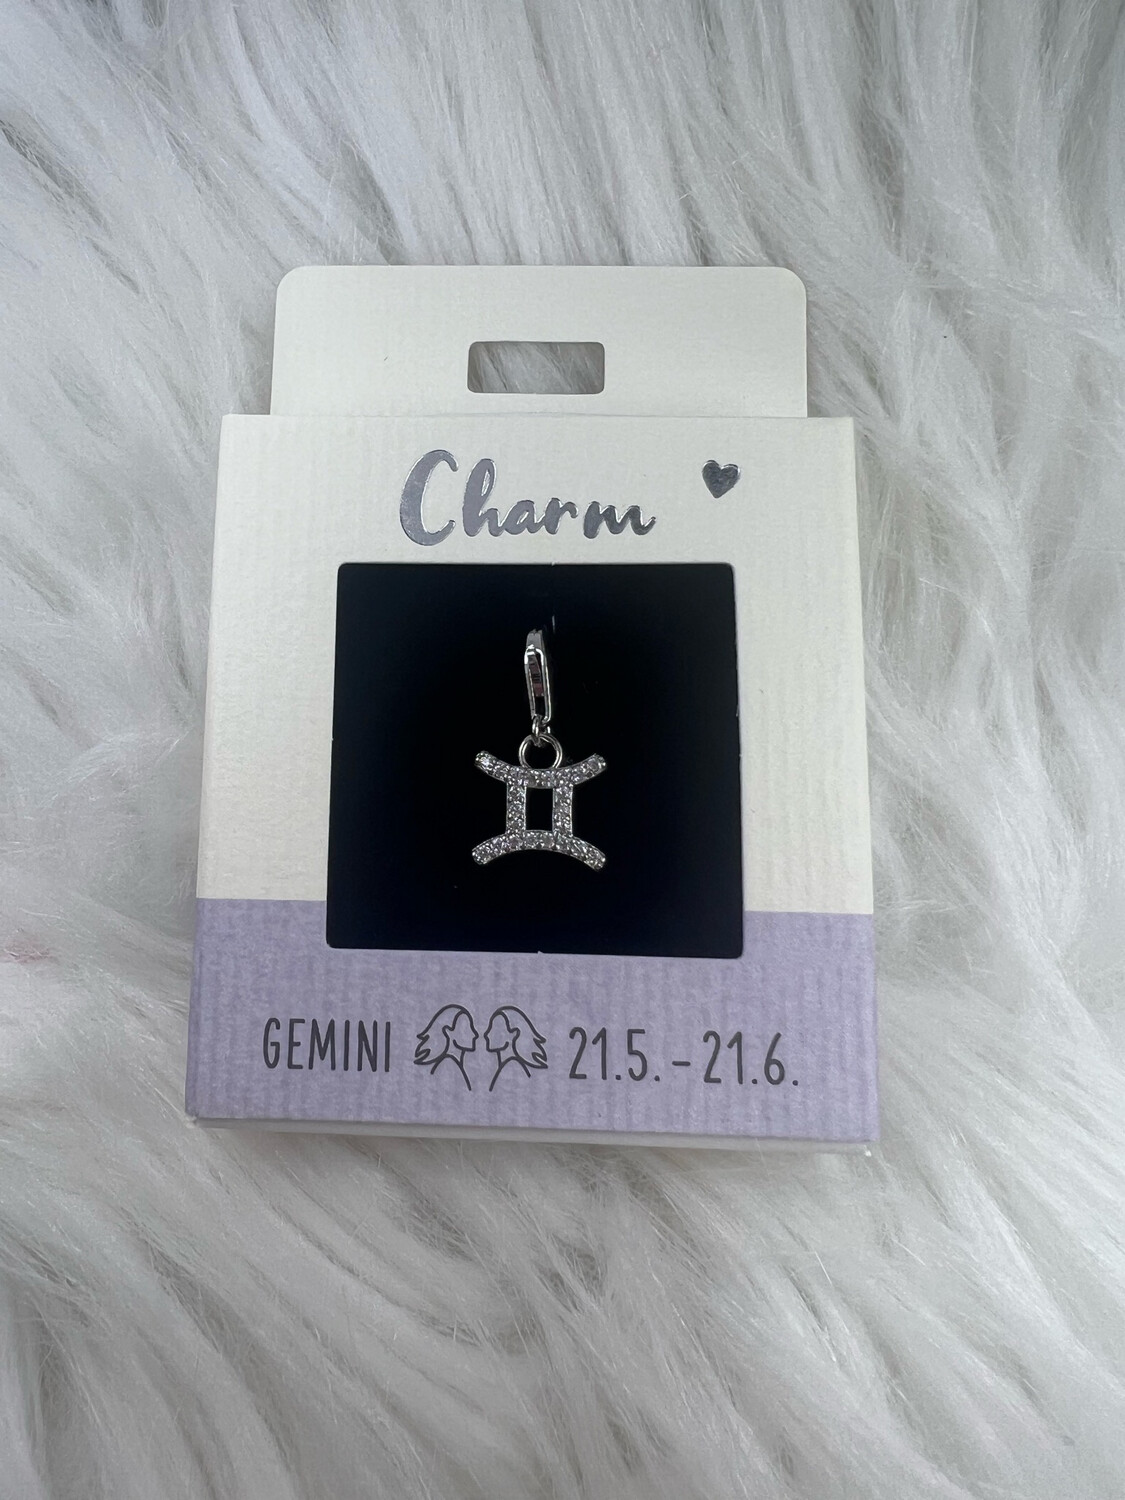 Charm
GEMINI 21.5. - 21.6.